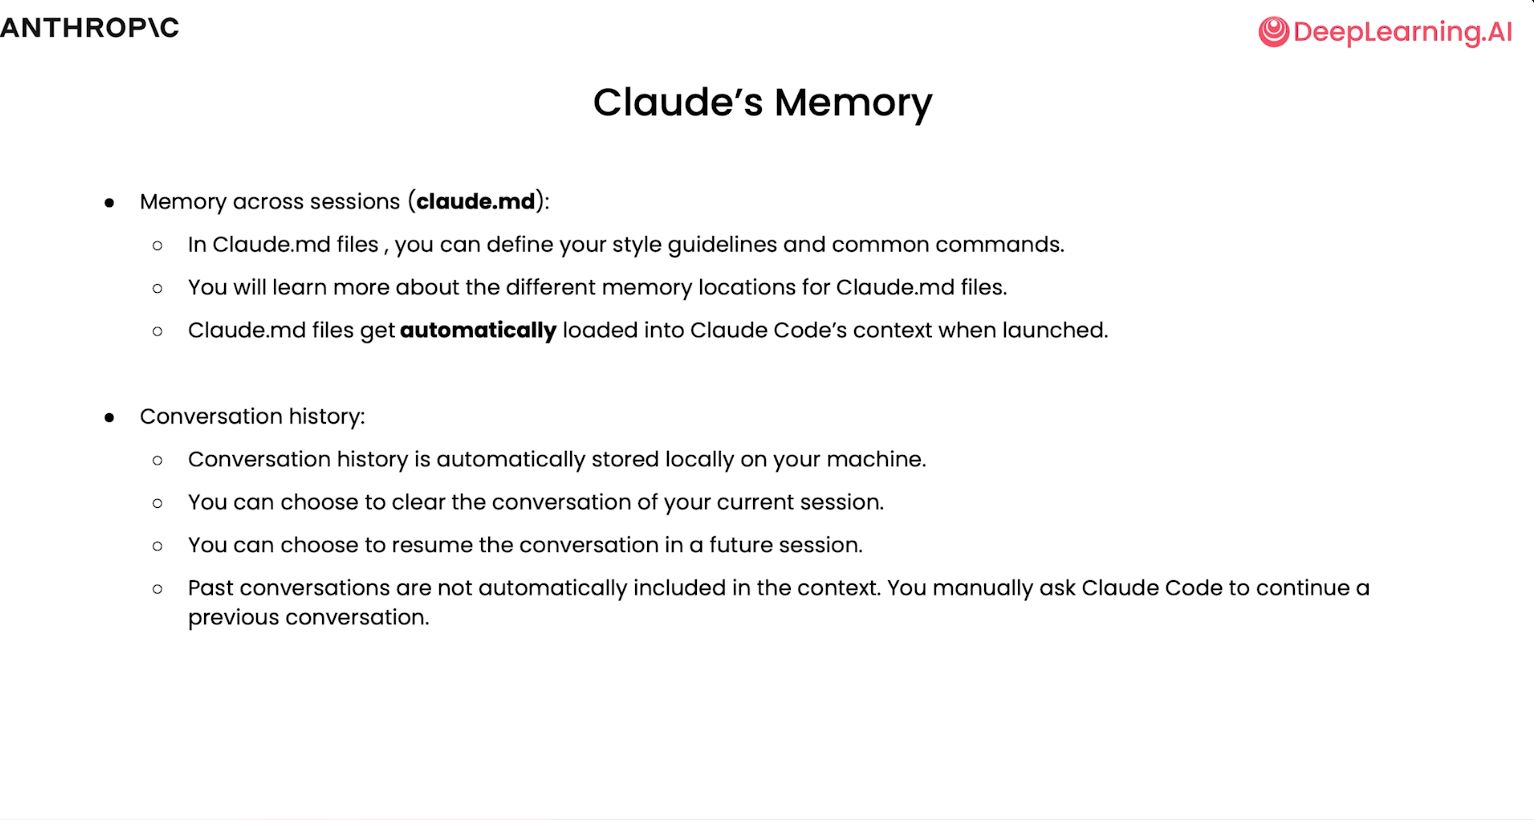 ANTHROP\C
DeepLearning.AI
Claude’s Memory
● Memory across sessions (claude.md):
○ In Claude.md files , you can define your style guidelines and common commands.
○ You will learn more about the different memory locations for Claude.md files.
○ Claude.md files get automatically loaded into Claude Code’s context when launched.
● Conversation history:
○ Conversation history is automatically stored locally on your machine.
○ You can choose to clear the conversation of your current session.
○ You can choose to resume the conversation in a future session.
○ Past conversations are not automatically included in the context. You manually ask Claude Code to continue a
previous conversation.